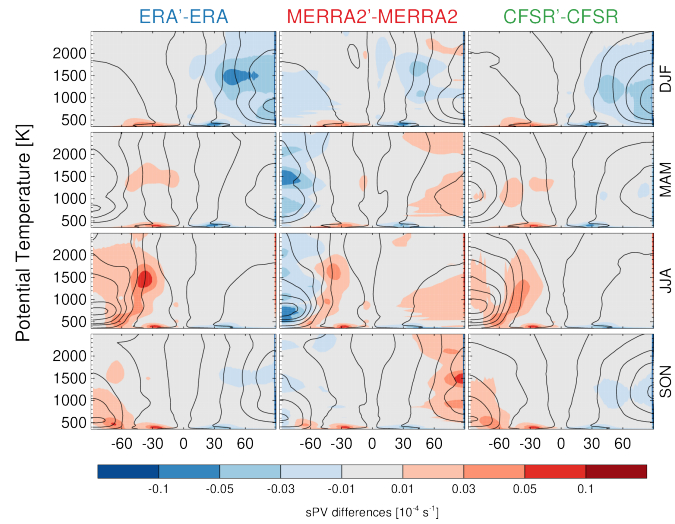 ERA'-ERA MERRA2'-MERRA2 CFSR'-CFSR
Potential Temperature [K]
2000
1500
1000
500
DJF
2000
1500
1000
500
MAM
2000
1500
1000
500
JJA
2000
1500
1000
500
SON
-60 -30 0 30 60 -60 -30 0 30 60 -60 -30 0 30 60
-0.1 -0.05 -0.03 -0.01 0.01 0.03 0.05 0.1
sPV differences [10⁻⁴ s⁻¹]